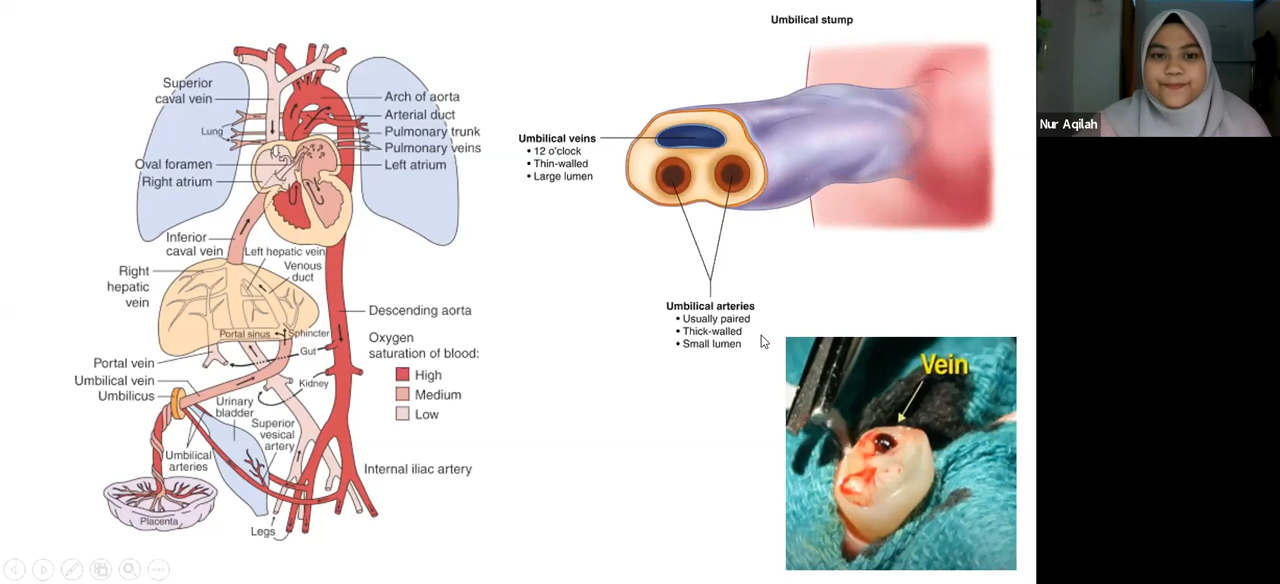 Umbilical stump
Superior
caval vein
Lung
Oval foramen
Right atrium
Arch of aorta
Arterial duct
Pulmonary trunk
Pulmonary veins
Left atrium
Inferior
caval vein
Left hepatic vein
Venous
duct
Right
hepatic
vein
Descending aorta
Portal sinus
Sphincter
Gut
Portal vein
Kidney
Umbilical vein
Umbilicus
Urinary
bladder
Superior
vesical
artery
Umbilical
arteries
Internal iliac artery
Placenta
Legs
Oxygen
saturation of blood:
High
Medium
Low
Umbilical veins
• 12 o'clock
• Thin-walled
• Large lumen
Umbilical arteries
• Usually paired
• Thick-walled
• Small lumen
Vein
Nur Aqilah